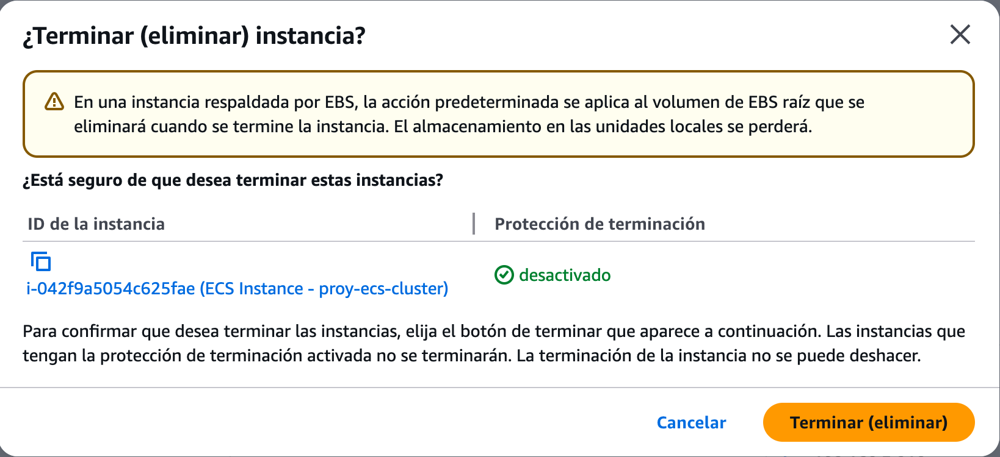 ¿Terminar (eliminar) instancia?
En una instancia respaldada por EBS, la acción predeterminada se aplica al volumen de EBS raíz que se
eliminará cuando se termine la instancia. El almacenamiento en las unidades locales se perderá.
¿Está seguro de que desea terminar estas instancias?
ID de la instancia
Protección de terminación
i-042f9a5054c625fae (ECS Instance - proy-ecs-cluster)
desactivado
Para confirmar que desea terminar las instancias, elija el botón de terminar que aparece a continuación. Las instancias que
tengan la protección de terminación activada no se terminarán. La terminación de la instancia no se puede deshacer.
Cancelar
Terminar (eliminar)